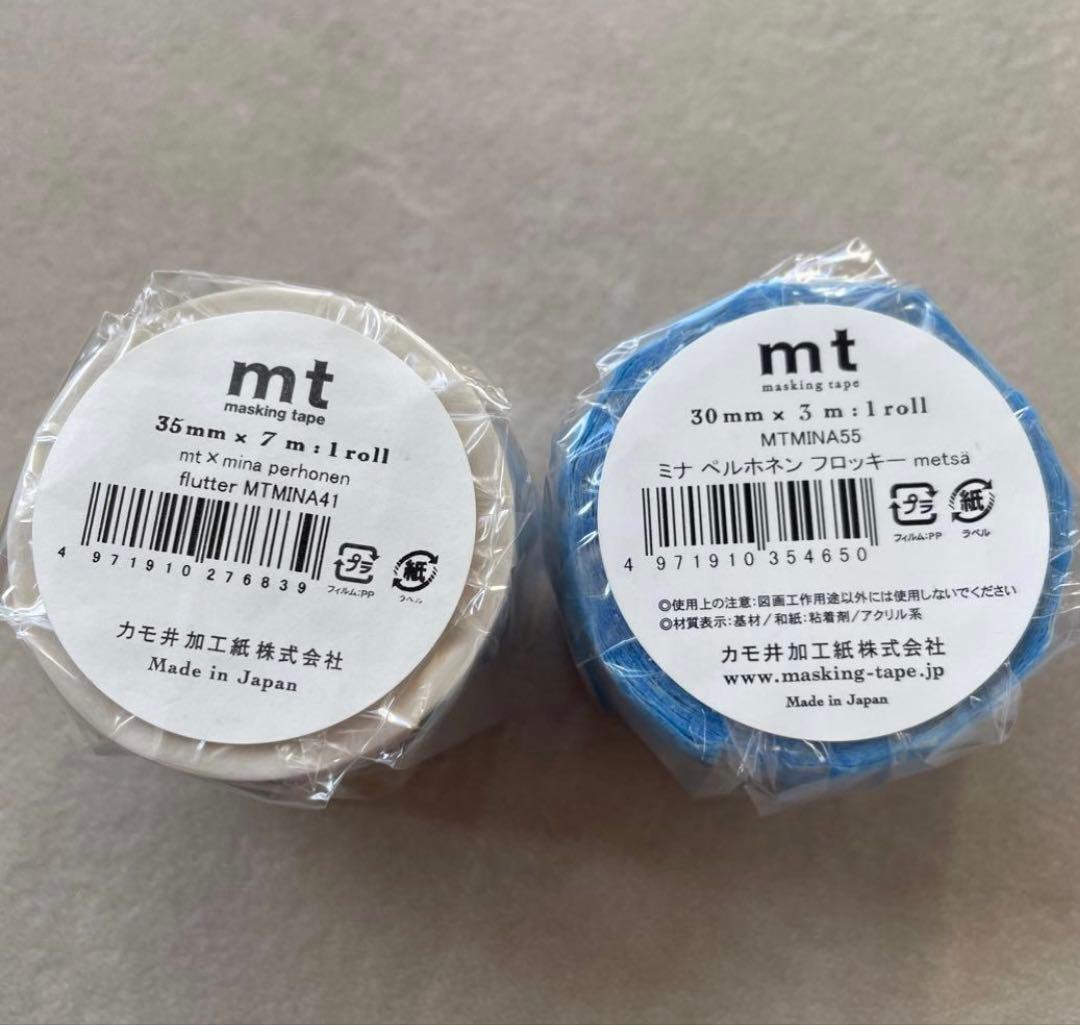 mt
masking tape
35mm × 7 m : 1 roll
mt×mina perhonen
flutter MTMINA41
4 971910 276839
プラ
フィルム:PP
紙
ラベル
カモ井加工紙株式会社
Made in Japan
mt
masking tape
30mm × 3 m : 1 roll
MTMINA55
ミナ ペルホネン フロッキー metsä
4 971910 354650
プラ
フィルム:PP
紙
ラベル
◎使用上の注意:図画工作用途以外には使用しないでください
◎材質表示:基材/和紙:粘着剤/アクリル系
カモ井加工紙株式会社
www.masking-tape.jp
Made in Japan